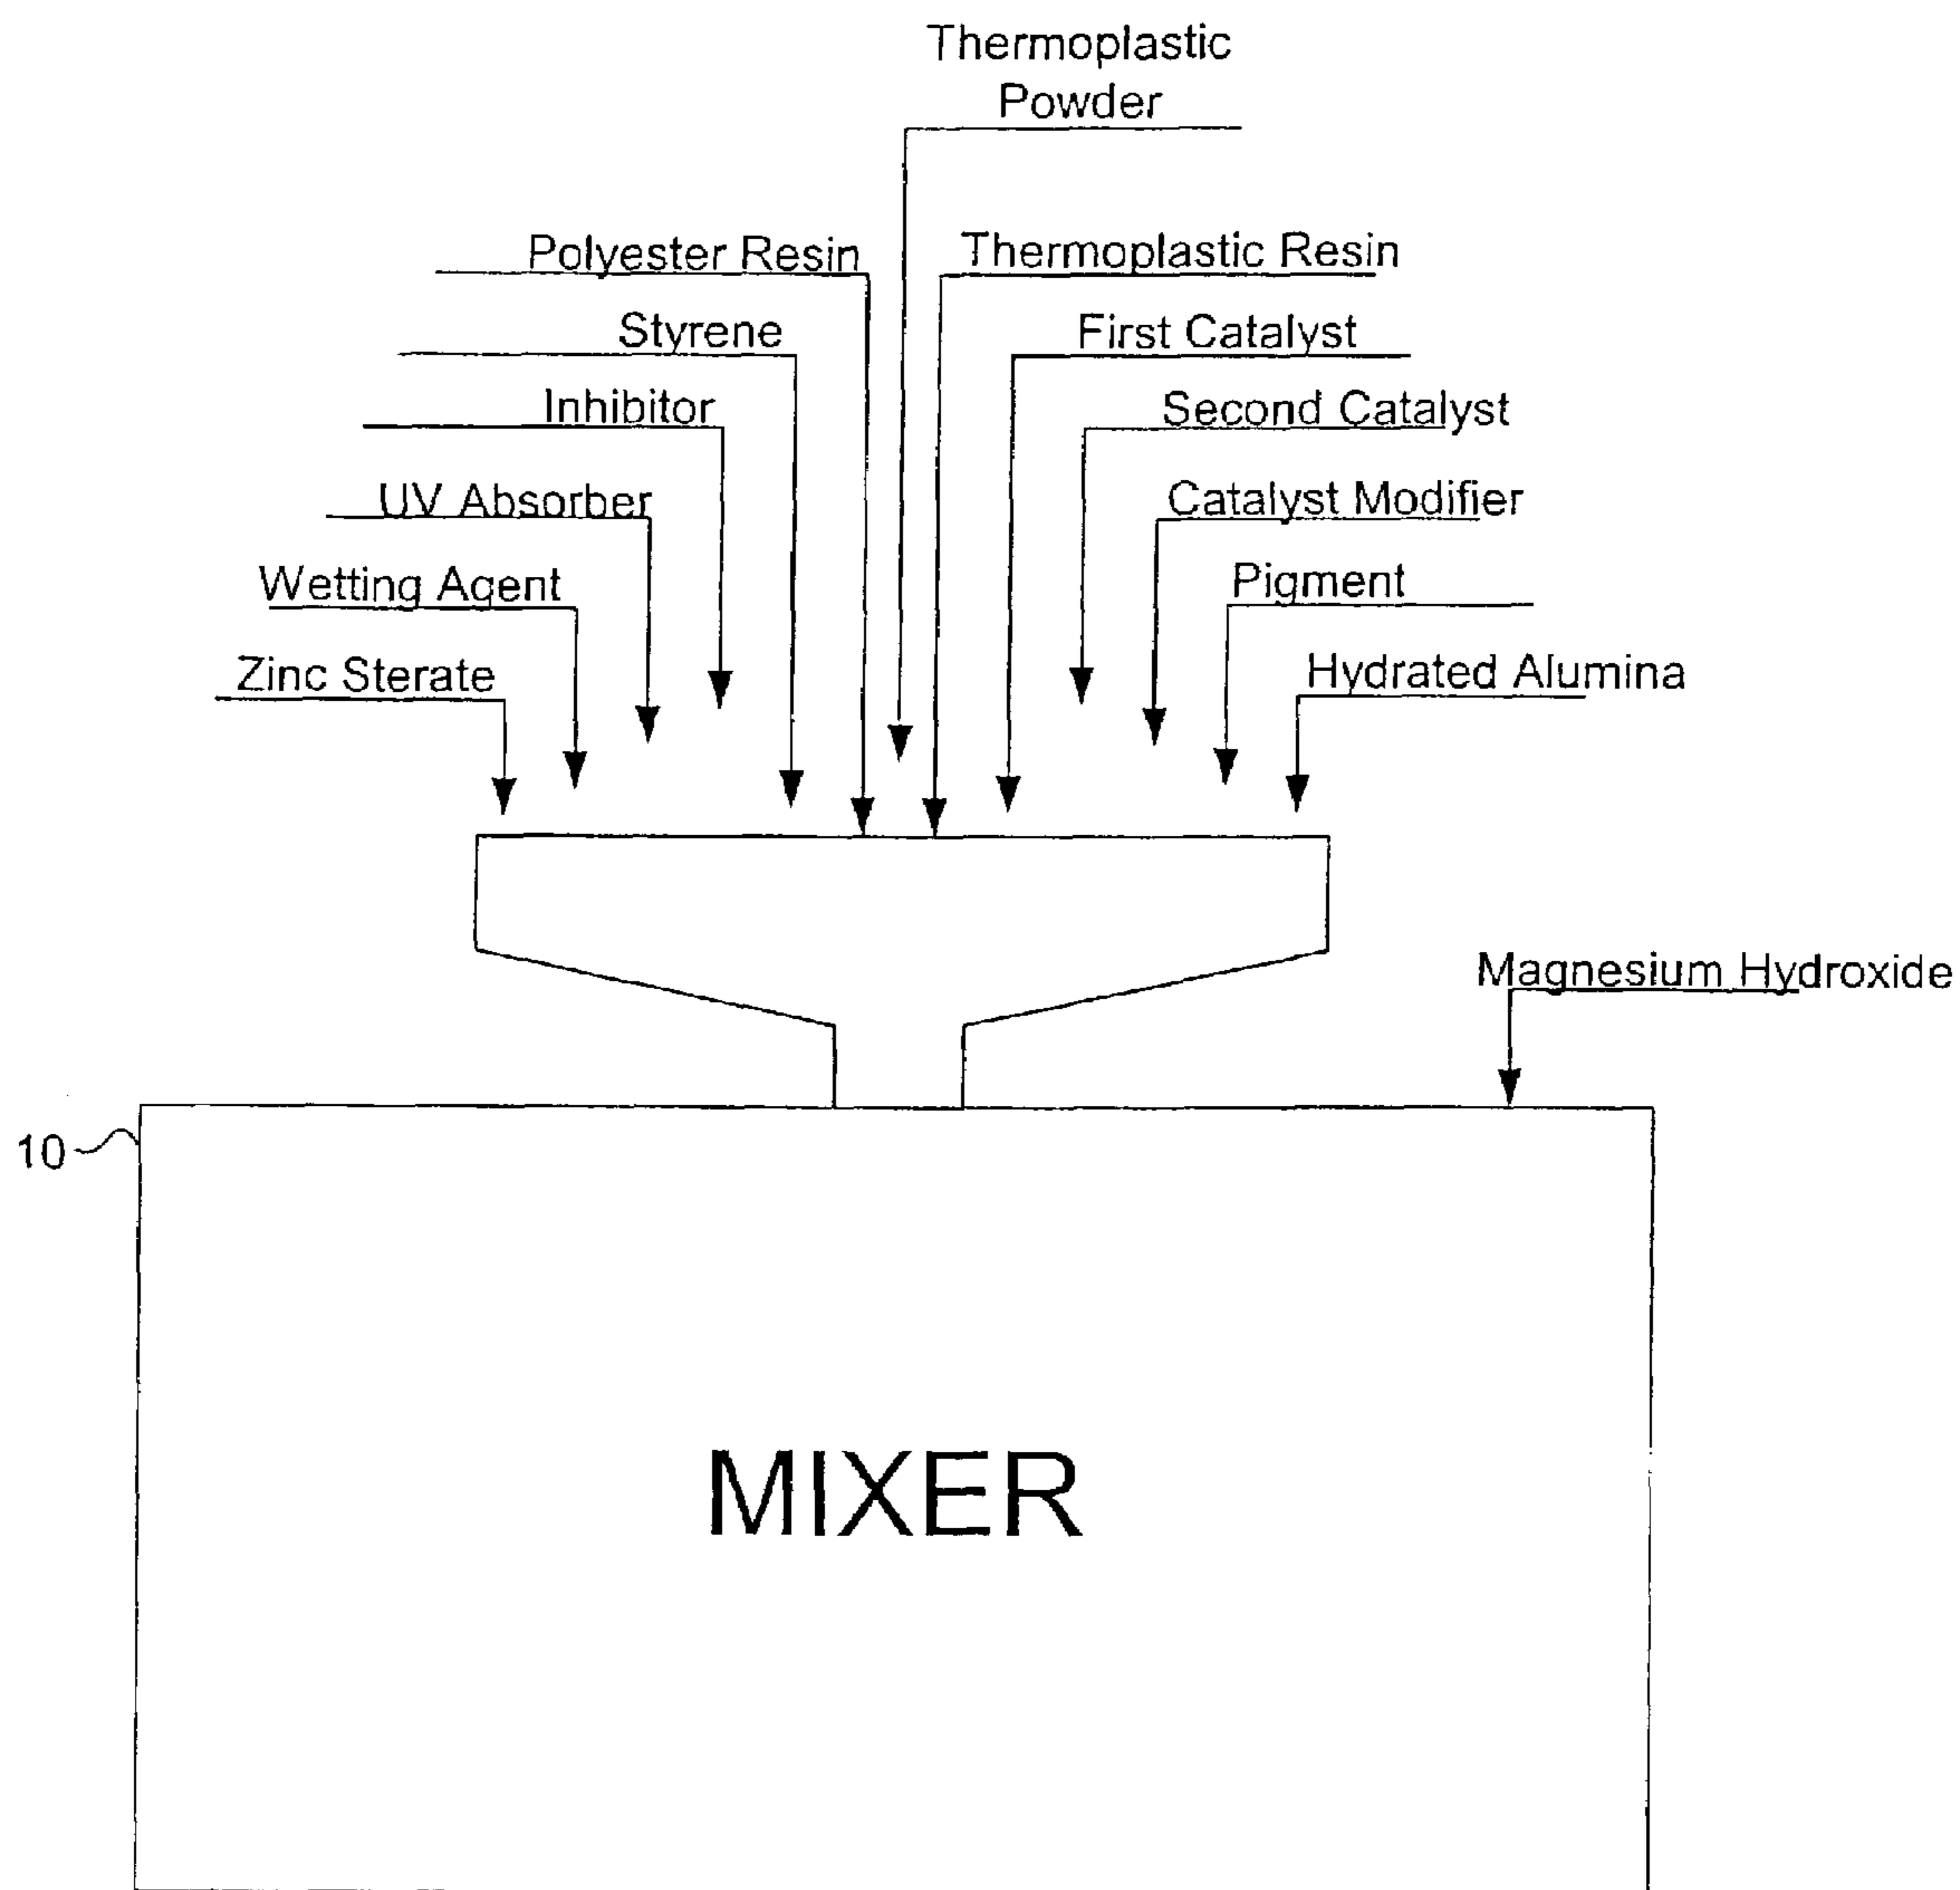 Thermoplastic
Powder
Polyester Resin
Thermoplastic Resin
Styrene
First Catalyst
Inhibitor
Second Catalyst
UV Absorber
Catalyst Modifier
Wetting Agent
Pigment
Zinc Sterate
Hydrated Alumina
Magnesium Hydroxide
10
MIXER